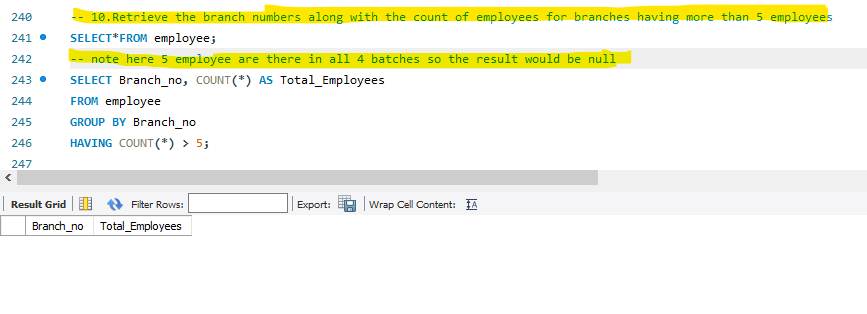 240 -- 10.Retrieve the branch numbers along with the count of employees for branches having more than 5 employees
241 SELECT*FROM employee;
242 -- note here 5 employee are there in all 4 batches so the result would be null
243 SELECT Branch_no, COUNT(*) AS Total_Employees
244 FROM employee
245 GROUP BY Branch_no
246 HAVING COUNT(*) > 5;
247
Result Grid Filter Rows: Export: Wrap Cell Content: IA
Branch_no Total_Employees